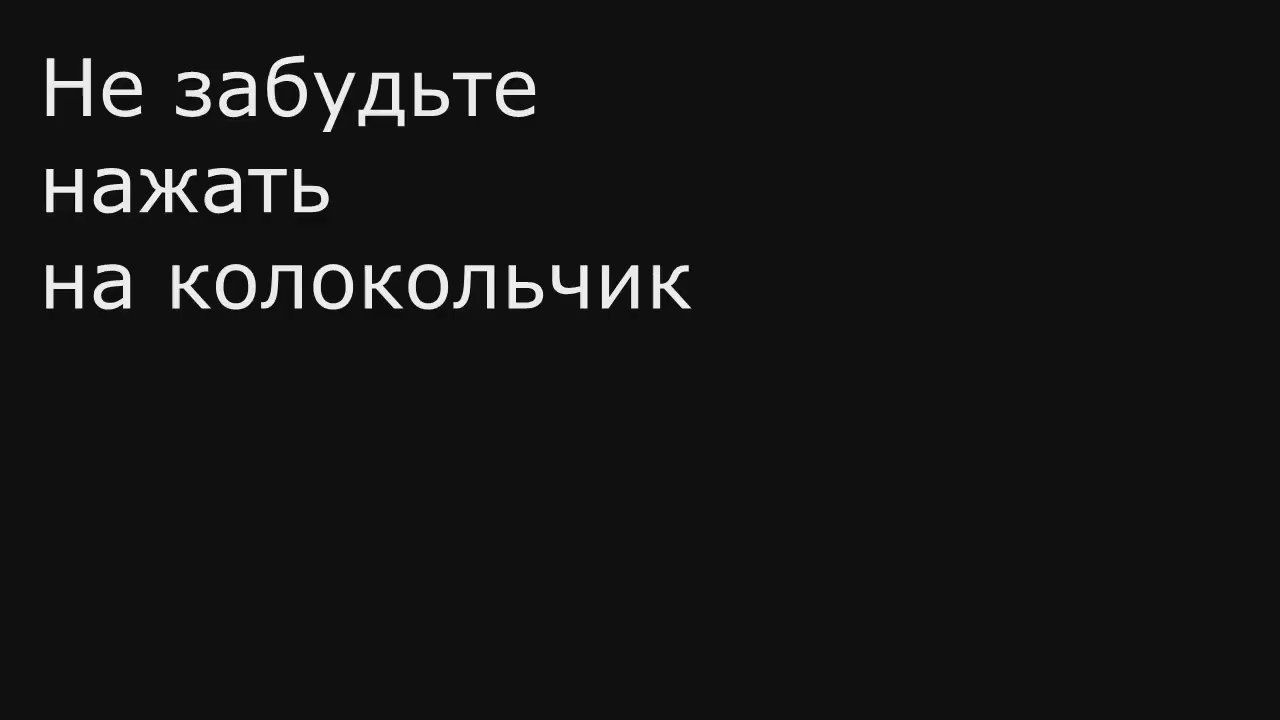 Не забудьте
нажать
на колокольчик